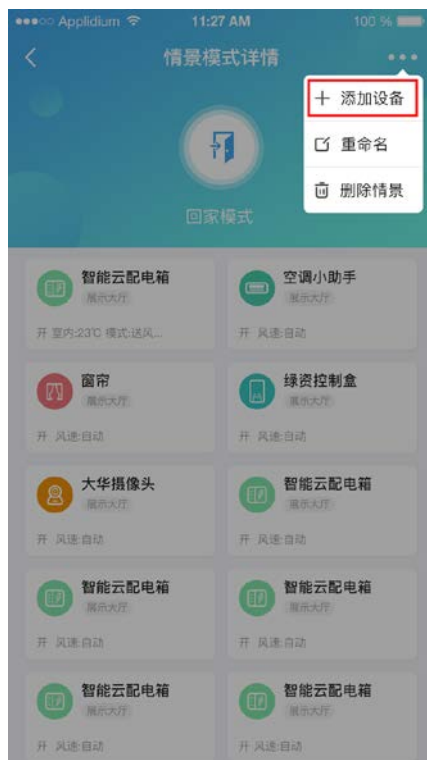 Applidium 11:27 AM 100 %
情景模式详情
添加设备
重命名
删除情景
回家模式
智能云配电箱
展示大厅
开 室内:23℃ 模式:送风...
空调小助手
展示大厅
开 风速:自动
窗帘
展示大厅
开 风速:自动
绿资控制盒
展示大厅
开 风速:自动
大华摄像头
展示大厅
开 风速:自动
智能云配电箱
展示大厅
开 风速:自动
智能云配电箱
展示大厅
开 风速:自动
智能云配电箱
展示大厅
开 风速:自动
智能云配电箱
展示大厅
开 风速:自动
智能云配电箱
展示大厅
开 风速:自动